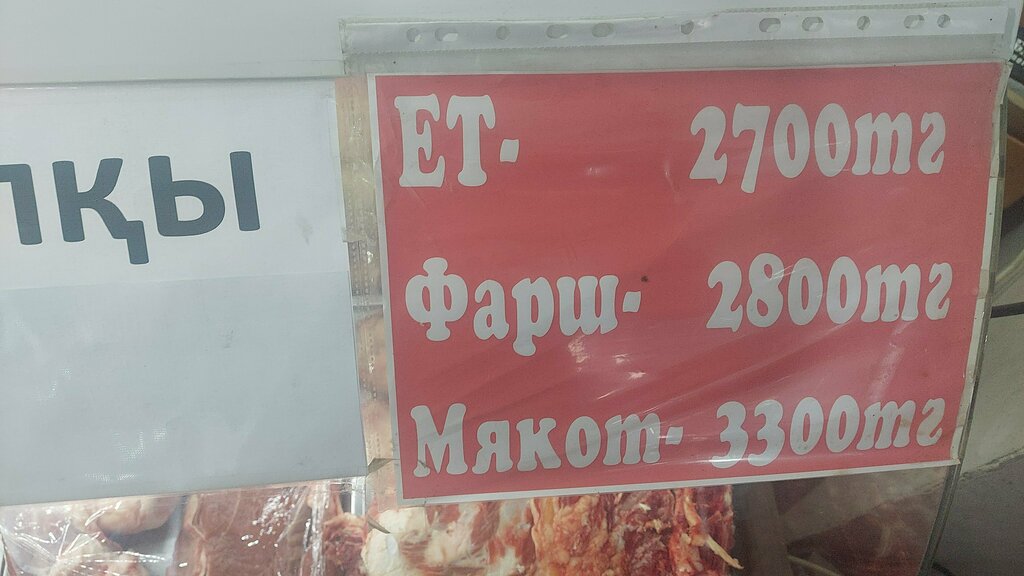 лқы
ЕТ- 2700тг
Фарш- 2800тг
Мякот- 3300тг